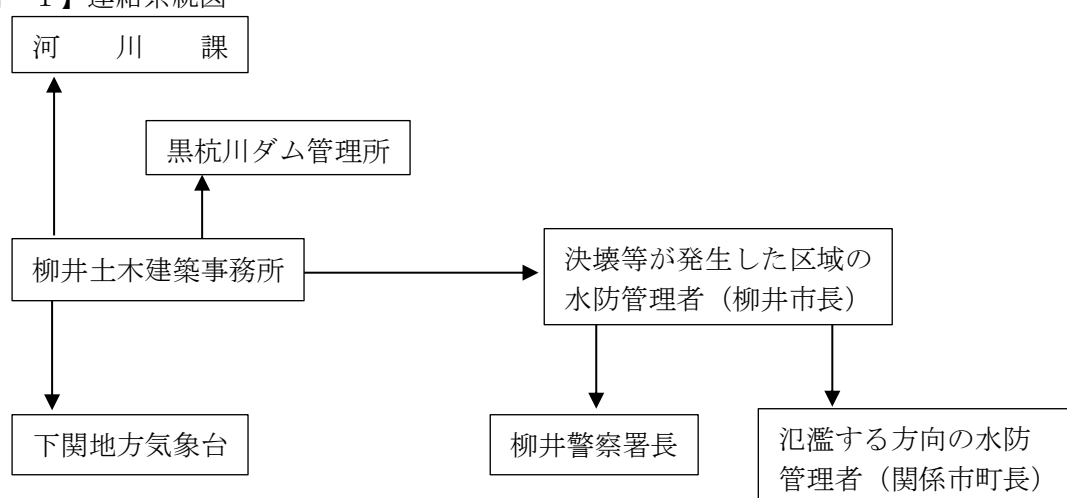 １】連絡系統図
河　川　課
黒杭川ダム管理所
柳井土木建築事務所
決壊等が発生した区域の
水防管理者（柳井市長）
下関地方気象台
柳井警察署長
氾濫する方向の水防
管理者（関係市町長）